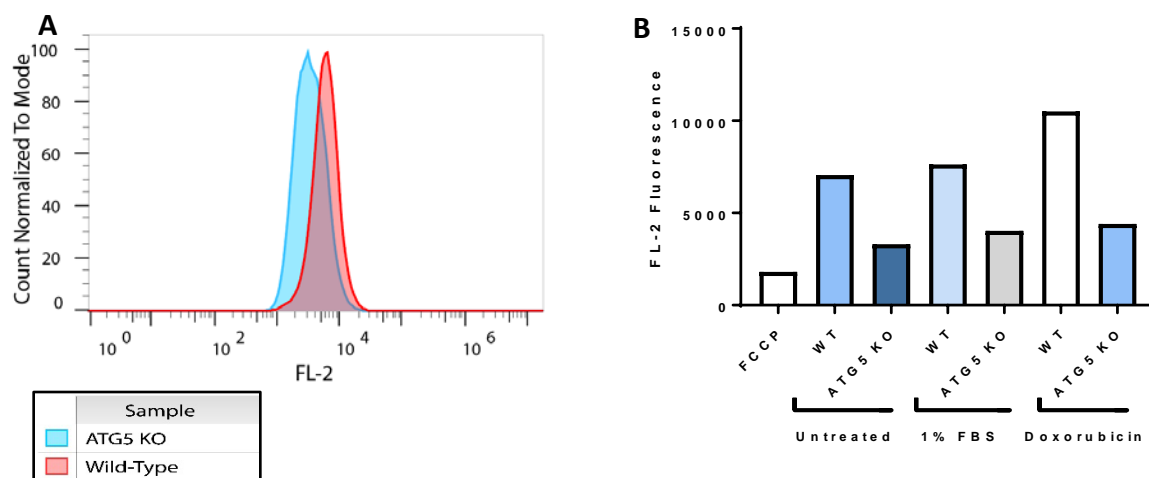 A
Count Normalized To Mode
100
80
60
40
20
0
10 0
10 2
10 4
10 6
FL-2
Sample
ATG5 KO
Wild-Type
B
FL-2 Fluorescence
15000
10000
5000
0
FCCP
WT
ATG5 KO
WT
ATG5 KO
WT
ATG5 KO
Untreated
1% FBS
Doxorubicin